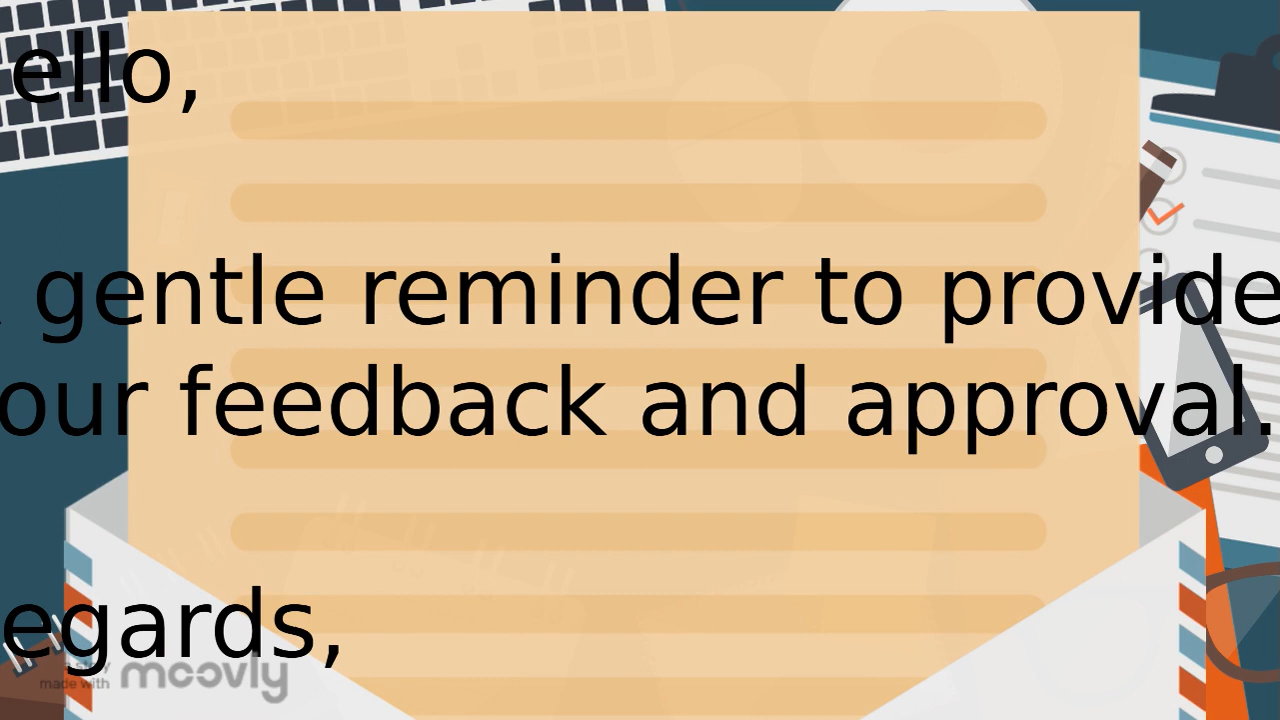 ello,
gentle reminder to provide
our feedback and approval.
egards,
made with moovly